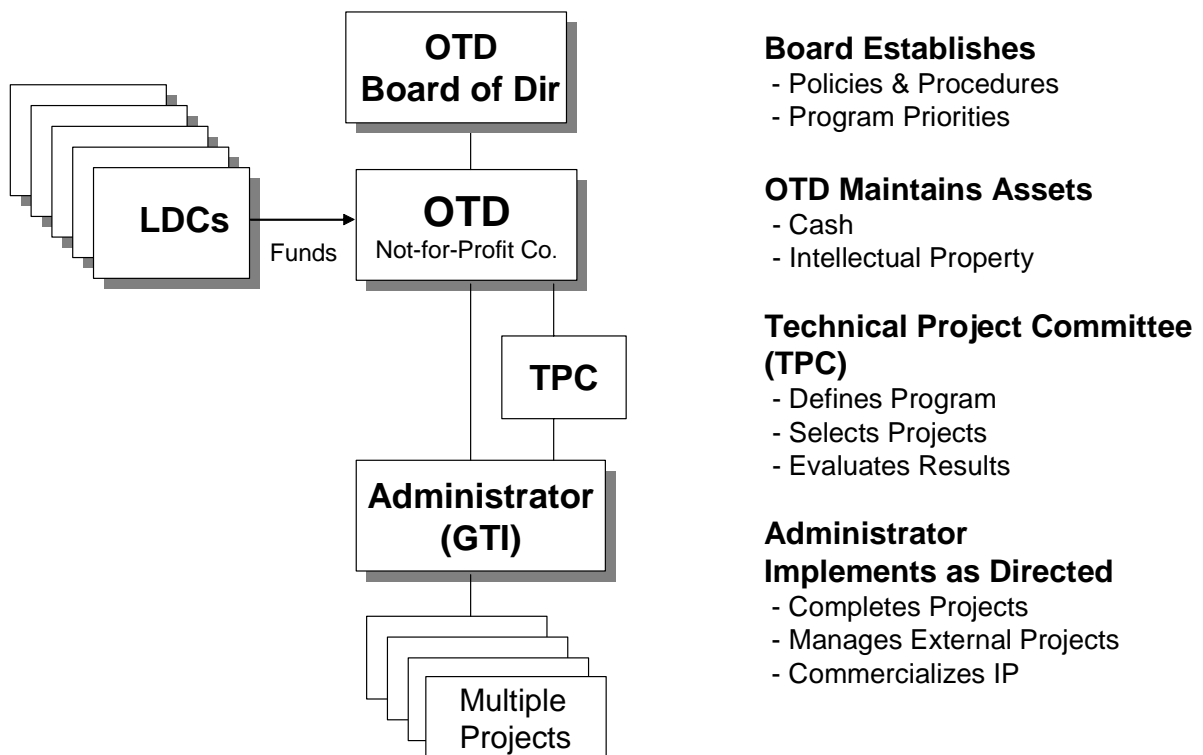 OTD
Board of Dir
LDCs
Funds
OTD
Not-for-Profit Co.
TPC
Administrator
(GTI)
Multiple
Projects
Board Establishes
- Policies & Procedures
- Program Priorities
OTD Maintains Assets
- Cash
- Intellectual Property
Technical Project Committee
(TPC)
- Defines Program
- Selects Projects
- Evaluates Results
Administrator
Implements as Directed
- Completes Projects
- Manages External Projects
- Commercializes IP